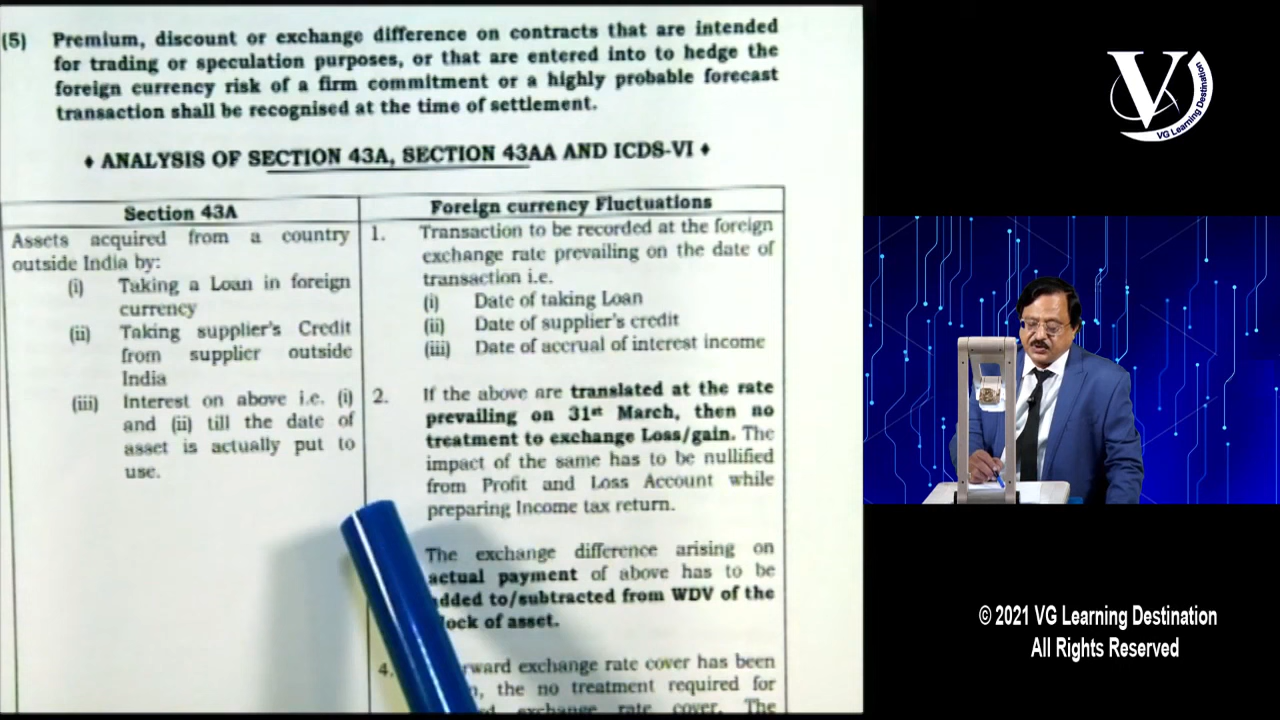 (5) Premium, discount or exchange difference on contracts that are intended
for trading or speculation purposes, or that are entered into to hedge the
foreign currency risk of a firm commitment or a highly probable forecast
transaction shall be recognised at the time of settlement.
♦ ANALYSIS OF SECTION 43A, SECTION 43AA AND ICDS-VI ♦
Section 43A
Assets acquired from a country
outside India by:
(i) Taking a Loan in foreign
currency
(ii) Taking supplier's Credit
from supplier outside
India
(iii) Interest on above i.e. (i)
and (ii) till the date of
asset is actually put to
use.
Foreign currency Fluctuations
1. Transaction to be recorded at the foreign
exchange rate prevailing on the date of
transaction i.e.
(i) Date of taking Loan
(ii) Date of supplier's credit
(iii) Date of accrual of interest income
2. If the above are translated at the rate
prevailing on 31st March, then no
treatment to exchange Loss/gain. The
impact of the same has to be nullified
from Profit and Loss Account while
preparing Income tax return.
The exchange difference arising on
actual payment of above has to be
added to/subtracted from WDV of the
of asset.
4. exchange rate cover has been
the no treatment required for
exchange rate cover. The
V
VG Learning Destination
© 2021 VG Learning Destination
All Rights Reserved